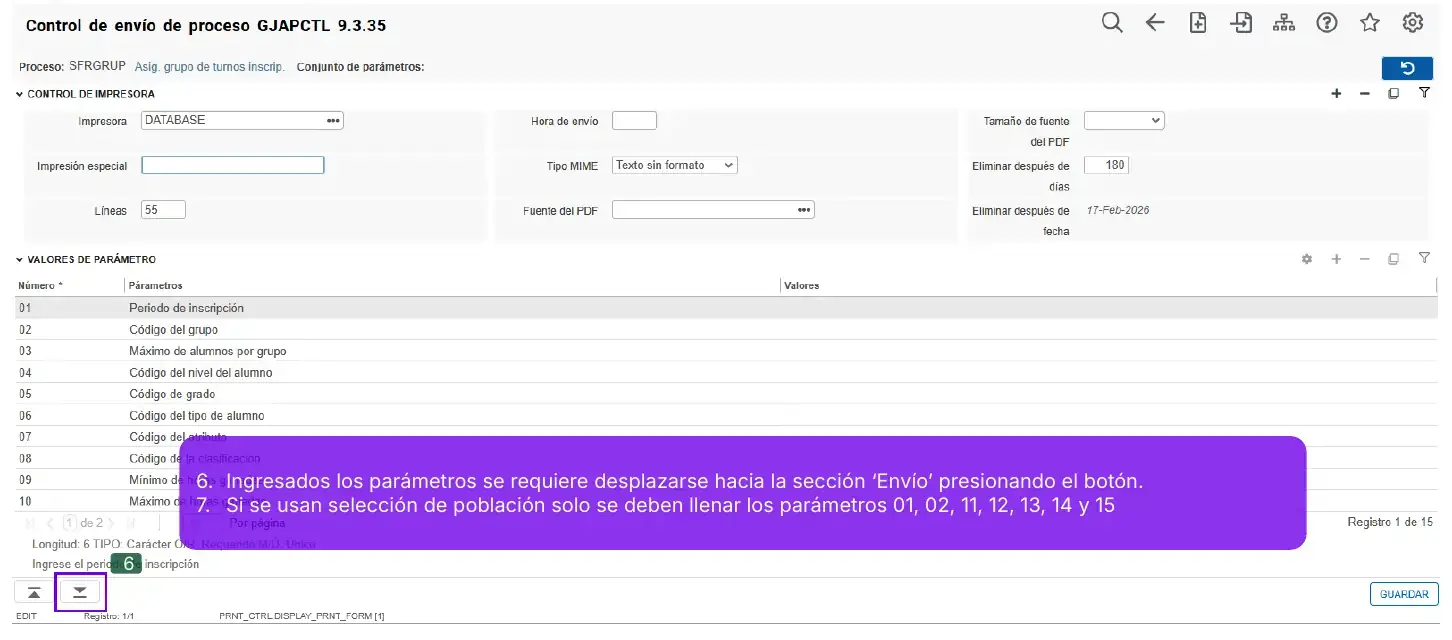 Control de envío de proceso GJAPCTL 9.3.35
Proceso: SFRGRUP Asig. grupo de turnos inscrip. Conjunto de parámetros:
CONTROL DE IMPRESORA
Impresora DATABASE ••• Hora de envío Tamaño de fuente del PDF
Impresión especial Tipo MIME Texto sin formato Eliminar después de días 180
Líneas 55 Fuente del PDF ••• Eliminar después de fecha 17-Feb-2026
VALORES DE PARÁMETRO
Número * Párametros Valores
01 Periodo de inscripción
02 Código del grupo
03 Máximo de alumnos por grupo
04 Código del nivel del alumno
05 Código de grado
06 Código del tipo de alumno
07 Código del atributo
08 Código de la clasificacion
09 Mínimo de
10 Máximo de
6. Ingresados los parámetros se requiere desplazarse hacia la sección ‘Envío’ presionando el botón.
7. Si se usan selección de población solo se deben llenar los parámetros 01, 02, 11, 12, 13, 14 y 15
1 de 2 Por página Registro 1 de 15
Longitud: 6 TIPO: Carácter O/R: Requerido M/U: Único
Ingrese el periodo inscripción
6
GUARDAR
EDIT Registro: 1/1 PRNT_CTRL.DISPLAY_PRNT_FORM [1]